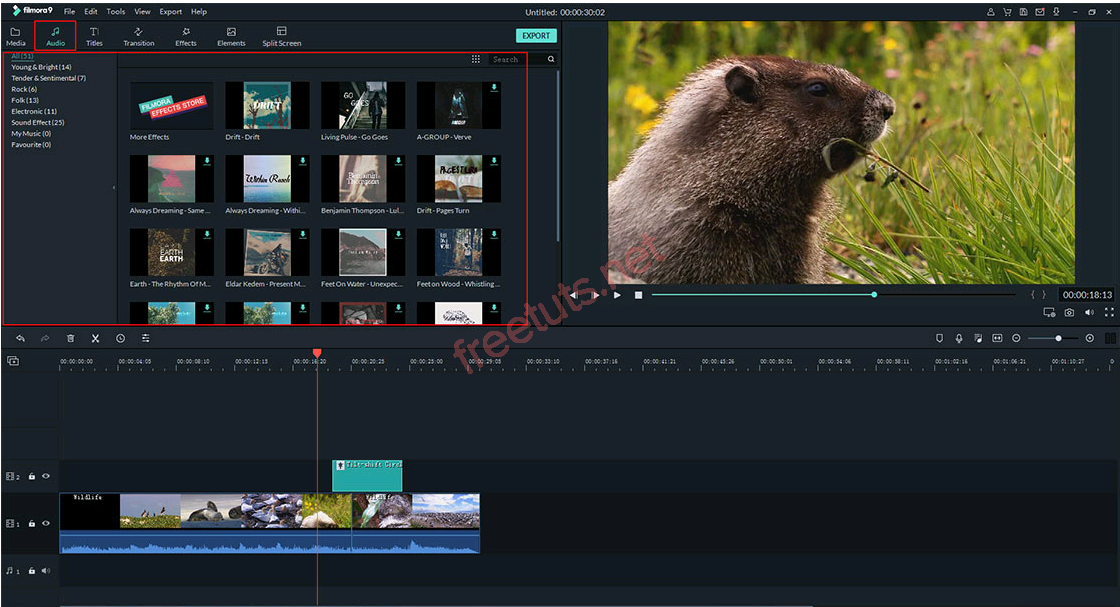 filmora9 File Edit Tools View Export Help
Untitled: 00:00:30:02
Media Audio Titles Transition Effects Elements Split Screen
EXPORT
All (51)
Young & Bright (14)
Tender & Sentimental (7)
Rock (6)
Folk (13)
Electronic (11)
Sound Effect (25)
My Music (0)
Favourite (0)
Search
FILMORA
EFFECTS STORE
DRIFT
GO
GOES
More Effects
Drift - Drift
Living Pulse - Go Goes
A-GROUP - Verve
Within Reach
Benjamin
Thompson
PAGES TURN
Always Dreaming - Same ...
Always Dreaming - Withi...
Benjamin Thompson - Lul...
Drift - Pages Turn
EARTH
EARTH
Earth - The Rhythm Of M...
Eldar Kedem - Present M...
Feet On Water - Unexpec...
Feet on Wood - Whistling ...
00:00:18:13
freetuts.net
00:00:00:00
00:00:04:05
00:00:08:10
00:00:12:15
00:00:16:20
00:00:20:25
00:00:25:00
00:00:29:05
00:00:33:10
00:00:37:16
00:00:41:21
00:00:45:26
00:00:50:01
00:00:54:06
00:00:58:11
00:01:02:16
00:01:06:21
00:01:10:27
2
Tilt-shift Circl
Wildlife
Wildlife
1
1